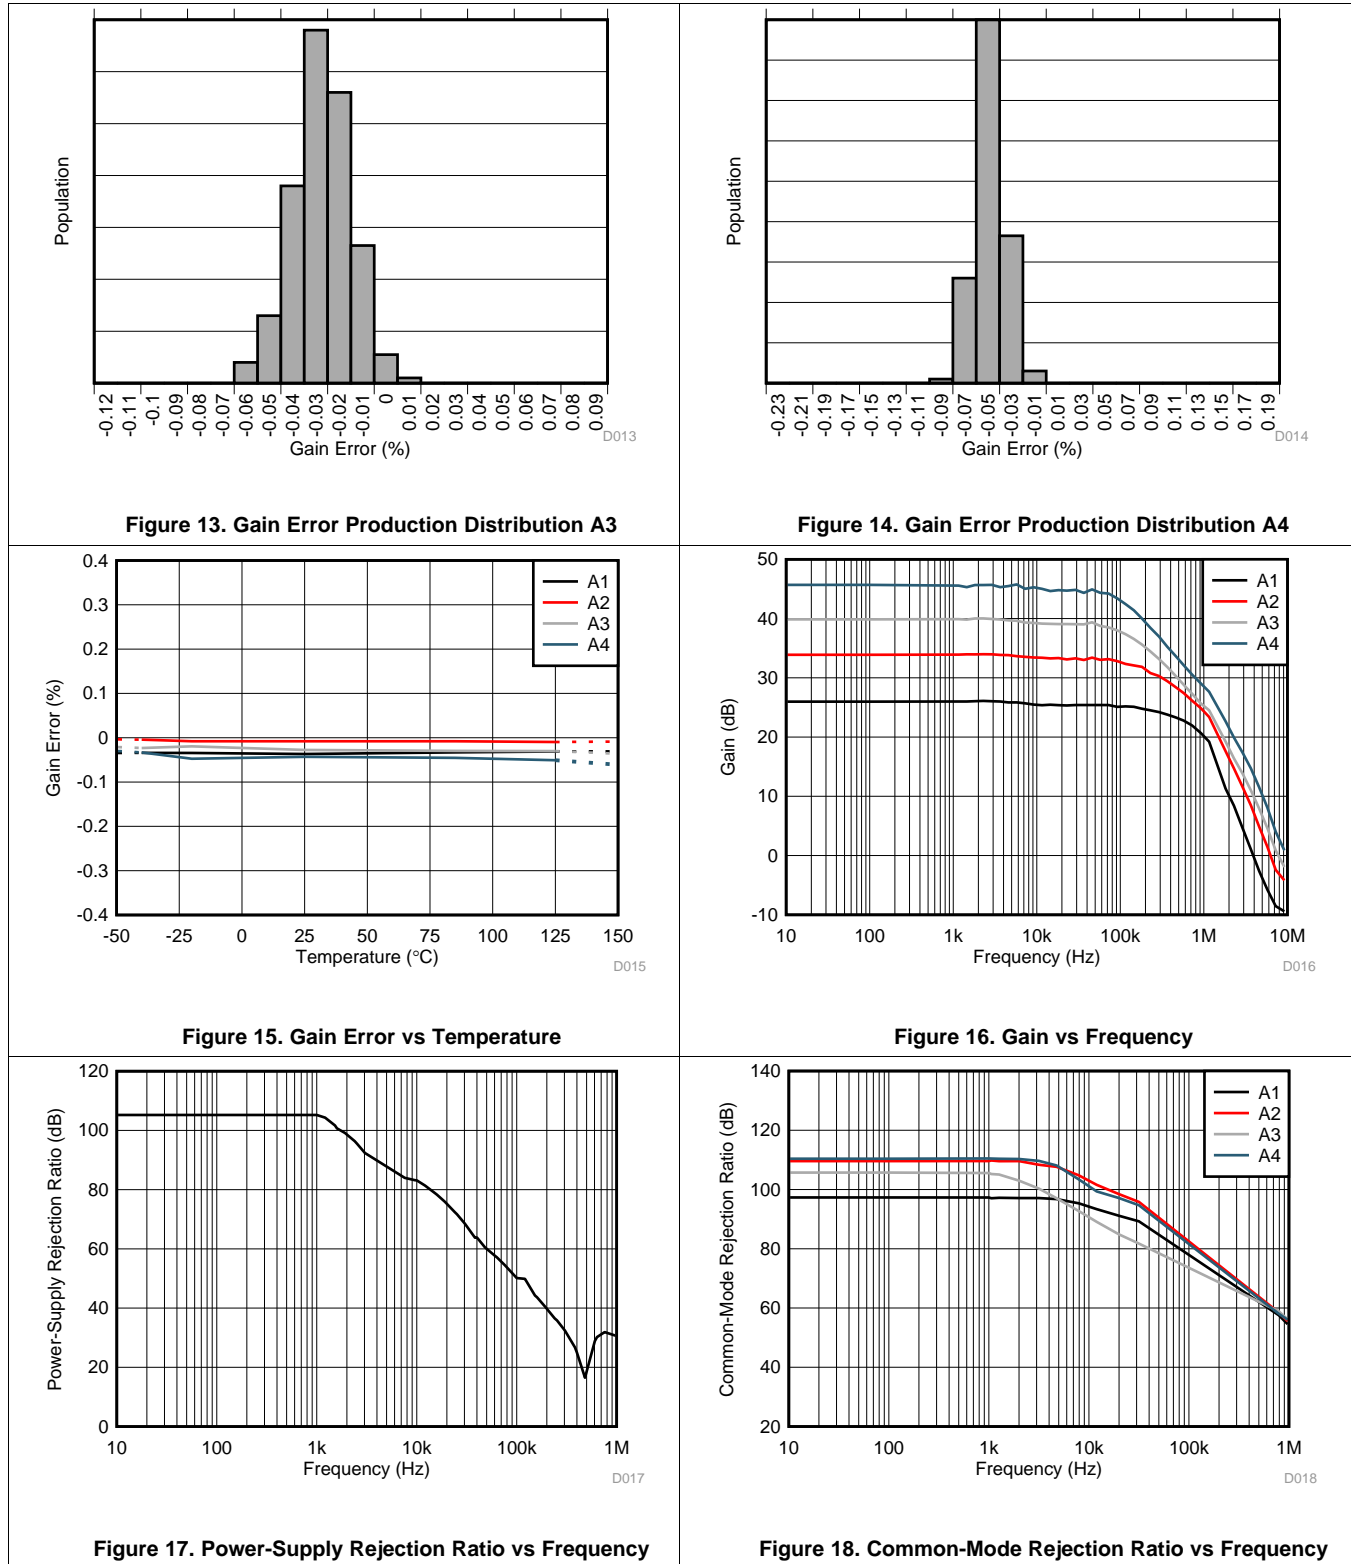 Population
-0.12
-0.11
-0.1
-0.09
-0.08
-0.07
-0.06
-0.05
-0.04
-0.03
-0.02
-0.01
0
0.01
0.02
0.03
0.04
0.05
0.06
0.07
0.08
0.09
D013
Gain Error (%)
Figure 13. Gain Error Production Distribution A3
Population
-0.23
-0.21
-0.19
-0.17
-0.15
-0.13
-0.11
-0.09
-0.07
-0.05
-0.03
-0.01
0.01
0.03
0.05
0.07
0.09
0.11
0.13
0.15
0.17
0.19
D014
Gain Error (%)
Figure 14. Gain Error Production Distribution A4
Gain Error (%)
0.4
0.3
0.2
0.1
0
-0.1
-0.2
-0.3
-0.4
A1
A2
A3
A4
-50 -25 0 25 50 75 100 125 150
Temperature (°C)
D015
Figure 15. Gain Error vs Temperature
Gain (dB)
50
40
30
20
10
0
-10
A1
A2
A3
A4
10 100 1k 10k 100k 1M 10M
Frequency (Hz)
D016
Figure 16. Gain vs Frequency
Power-Supply Rejection Ratio (dB)
120
100
80
60
40
20
0
10 100 1k 10k 100k 1M
Frequency (Hz)
D017
Figure 17. Power-Supply Rejection Ratio vs Frequency
Common-Mode Rejection Ratio (dB)
140
120
100
80
60
40
20
A1
A2
A3
A4
10 100 1k 10k 100k 1M
Frequency (Hz)
D018
Figure 18. Common-Mode Rejection Ratio vs Frequency